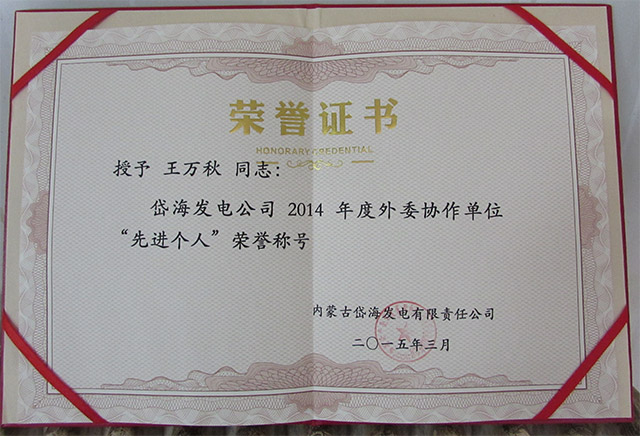 荣誉证书
HONORARY CREDENTIAL
授予 王万秋 同志：
岱海发电公司 2014 年度外委协作单位
“先进个人”荣誉称号
内蒙古岱海发电有限责任公司
二〇一五年三月